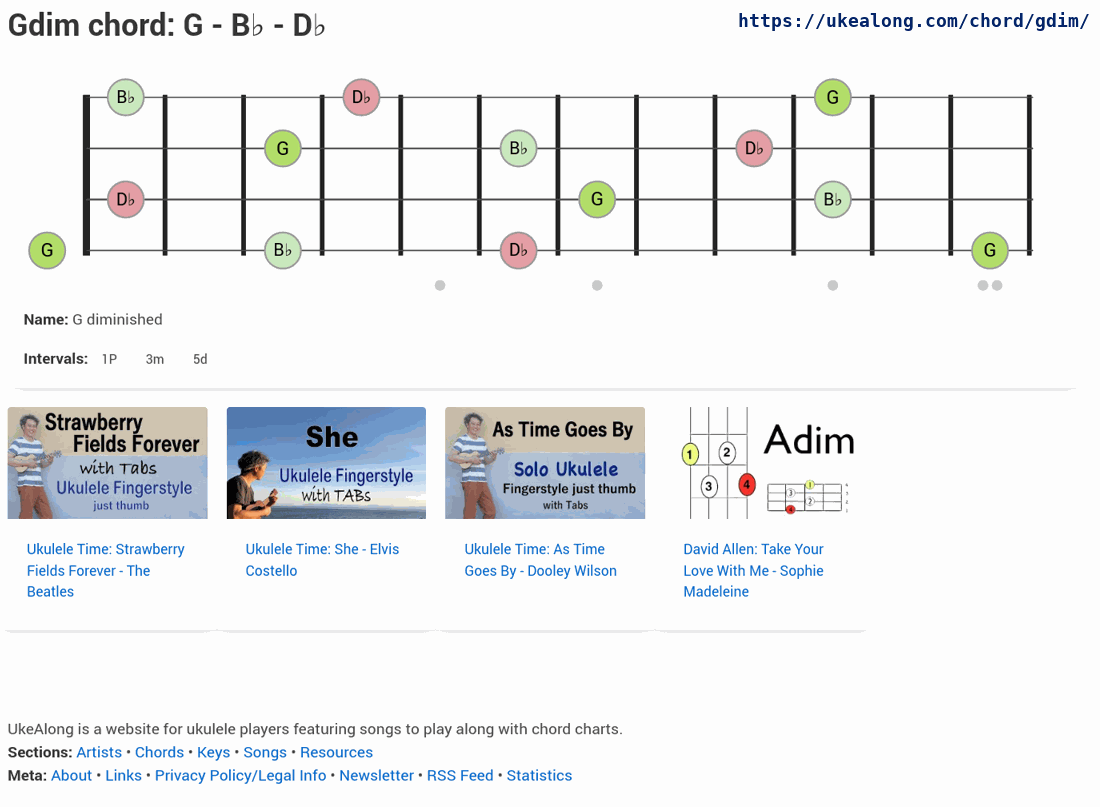 Gdim chord: G - B♭ - D♭
https://ukealong.com/chord/gdim/
B♭ D♭ G
G B♭ D♭
D♭ G B♭
G B♭ D♭ G
Name: G diminished
Intervals: 1P 3m 5d
Strawberry
Fields Forever
with Tabs
Ukulele Fingerstyle
just thumb
She
Ukulele Fingerstyle
with TABs
As Time Goes By
Solo Ukulele
Fingerstyle just thumb
with Tabs
Adim
1 2
3 4
Ukulele Time: Strawberry
Fields Forever - The
Beatles
Ukulele Time: She - Elvis
Costello
Ukulele Time: As Time
Goes By - Dooley Wilson
David Allen: Take Your
Love With Me - Sophie
Madeleine
UkeAlong is a website for ukulele players featuring songs to play along with chord charts.
Sections: Artists • Chords • Keys • Songs • Resources
Meta: About • Links • Privacy Policy/Legal Info • Newsletter • RSS Feed • Statistics